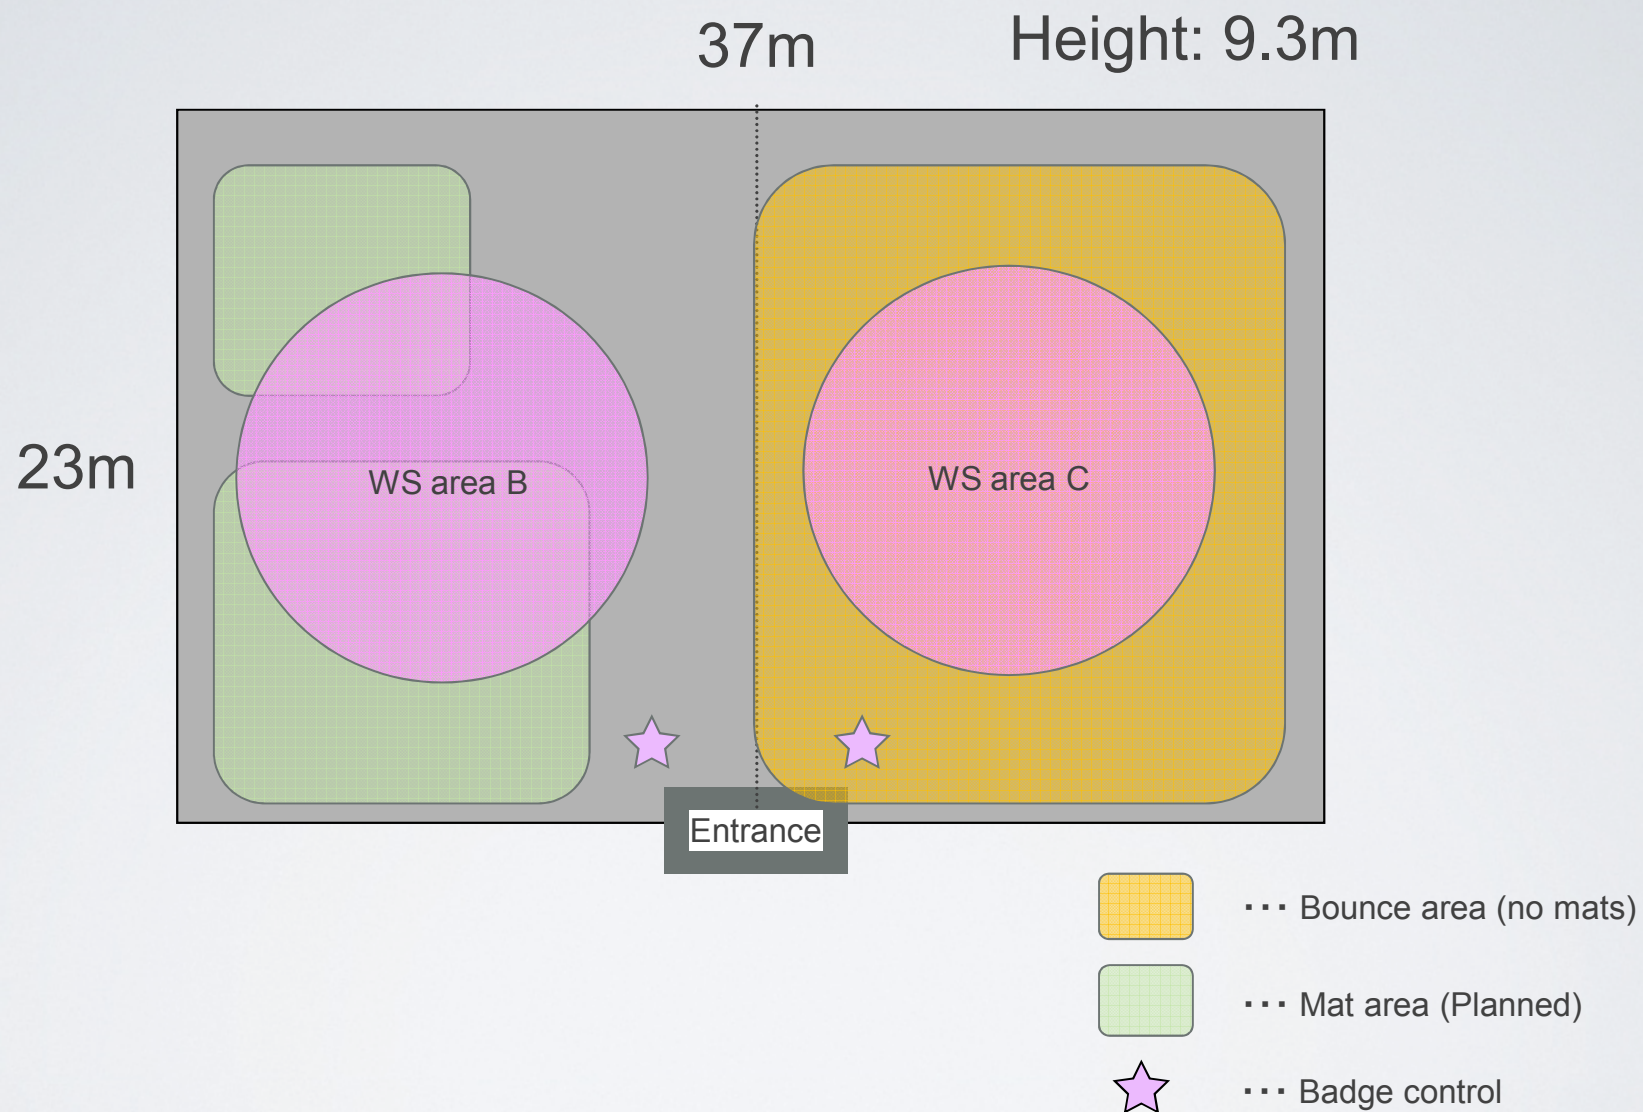 37m
Height: 9.3m
23m
WS area B
WS area C
Entrance
··· Bounce area (no mats)
··· Mat area (Planned)
··· Badge control